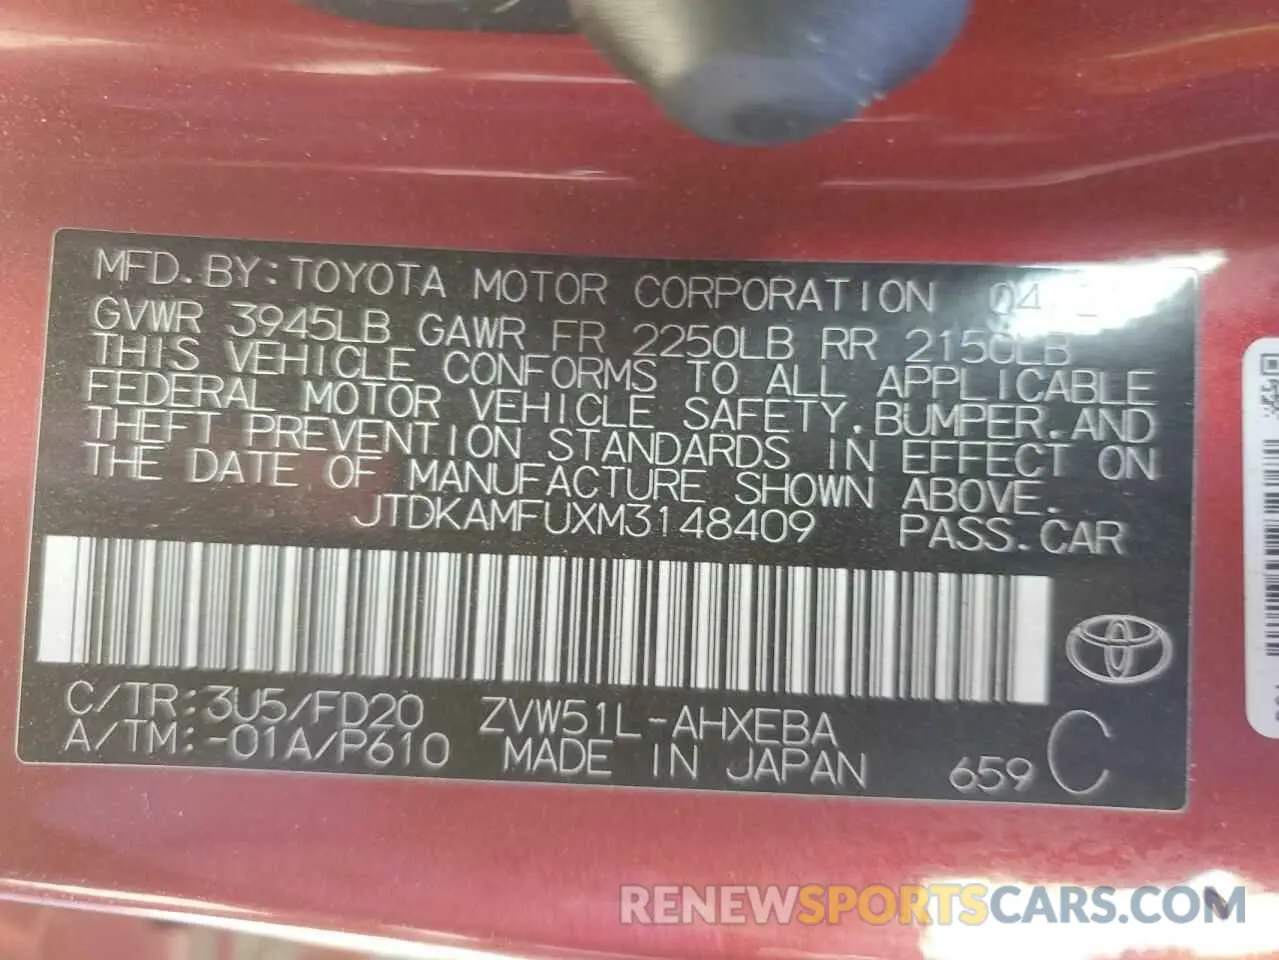 MFD.BY:TOYOTA MOTOR CORPORATION 04
GVWR 3945LB GAWR FR 2250LB RR 2150LB
THIS VEHICLE CONFORMS TO ALL APPLICABLE
FEDERAL MOTOR VEHICLE SAFETY,BUMPER,AND
THEFT PREVENTION STANDARDS IN EFFECT ON
THE DATE OF MANUFACTURE SHOWN ABOVE.
JTDKAMFUXM3148409 PASS.CAR
C/TR:3U5/FD20 ZVW51L-AHXEBA
A/TM:-01A/P610 MADE IN JAPAN 659 C
RENEWSPORTSCARS.COM